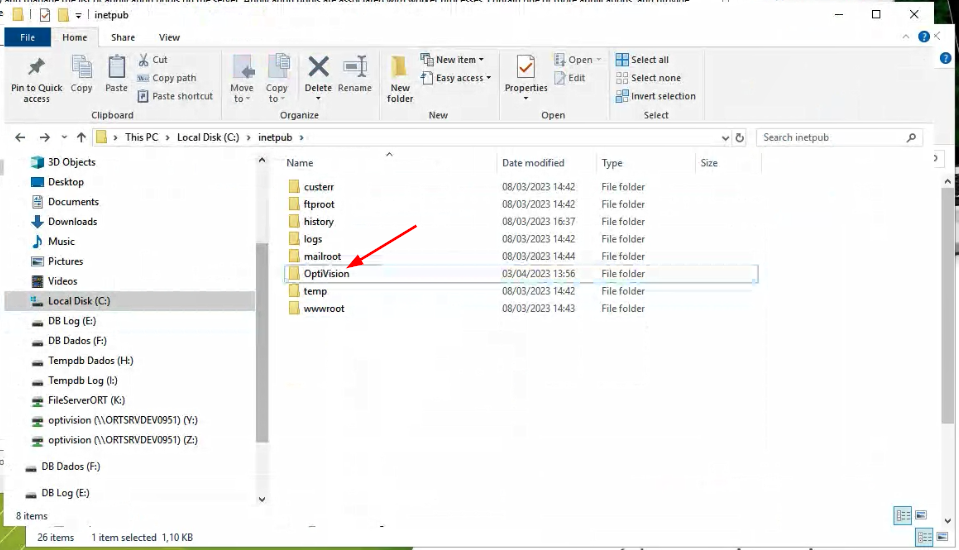 inetpub
File Home Share View
Pin to Quick access
Copy
Paste
Cut
Copy path
Paste shortcut
Clipboard
Move to
Copy to
Delete
Rename
Organize
New folder
New item
Easy access
New
Properties
Open
Edit
Open
Select all
Select none
Invert selection
Select
This PC > Local Disk (C:) > inetpub >
Search inetpub
3D Objects
Desktop
Documents
Downloads
Music
Pictures
Videos
Local Disk (C:)
DB Log (E:)
DB Dados (F:)
Tempdb Dados (H:)
Tempdb Log (I:)
FileServerORT (K:)
optivision (\\ORTSRVDEV0951) (Y:)
optivision (\\ORTSRVDEV0951) (Z:)
DB Dados (F:)
DB Log (E:)
Name Date modified Type Size
custerr 08/03/2023 14:42 File folder
ftproot 08/03/2023 14:42 File folder
history 08/03/2023 16:37 File folder
logs 08/03/2023 14:42 File folder
mailroot 08/03/2023 14:44 File folder
OptiVision 03/04/2023 13:56 File folder
temp 08/03/2023 14:42 File folder
wwwroot 08/03/2023 14:43 File folder
8 items
26 items 1 item selected 1,10 KB